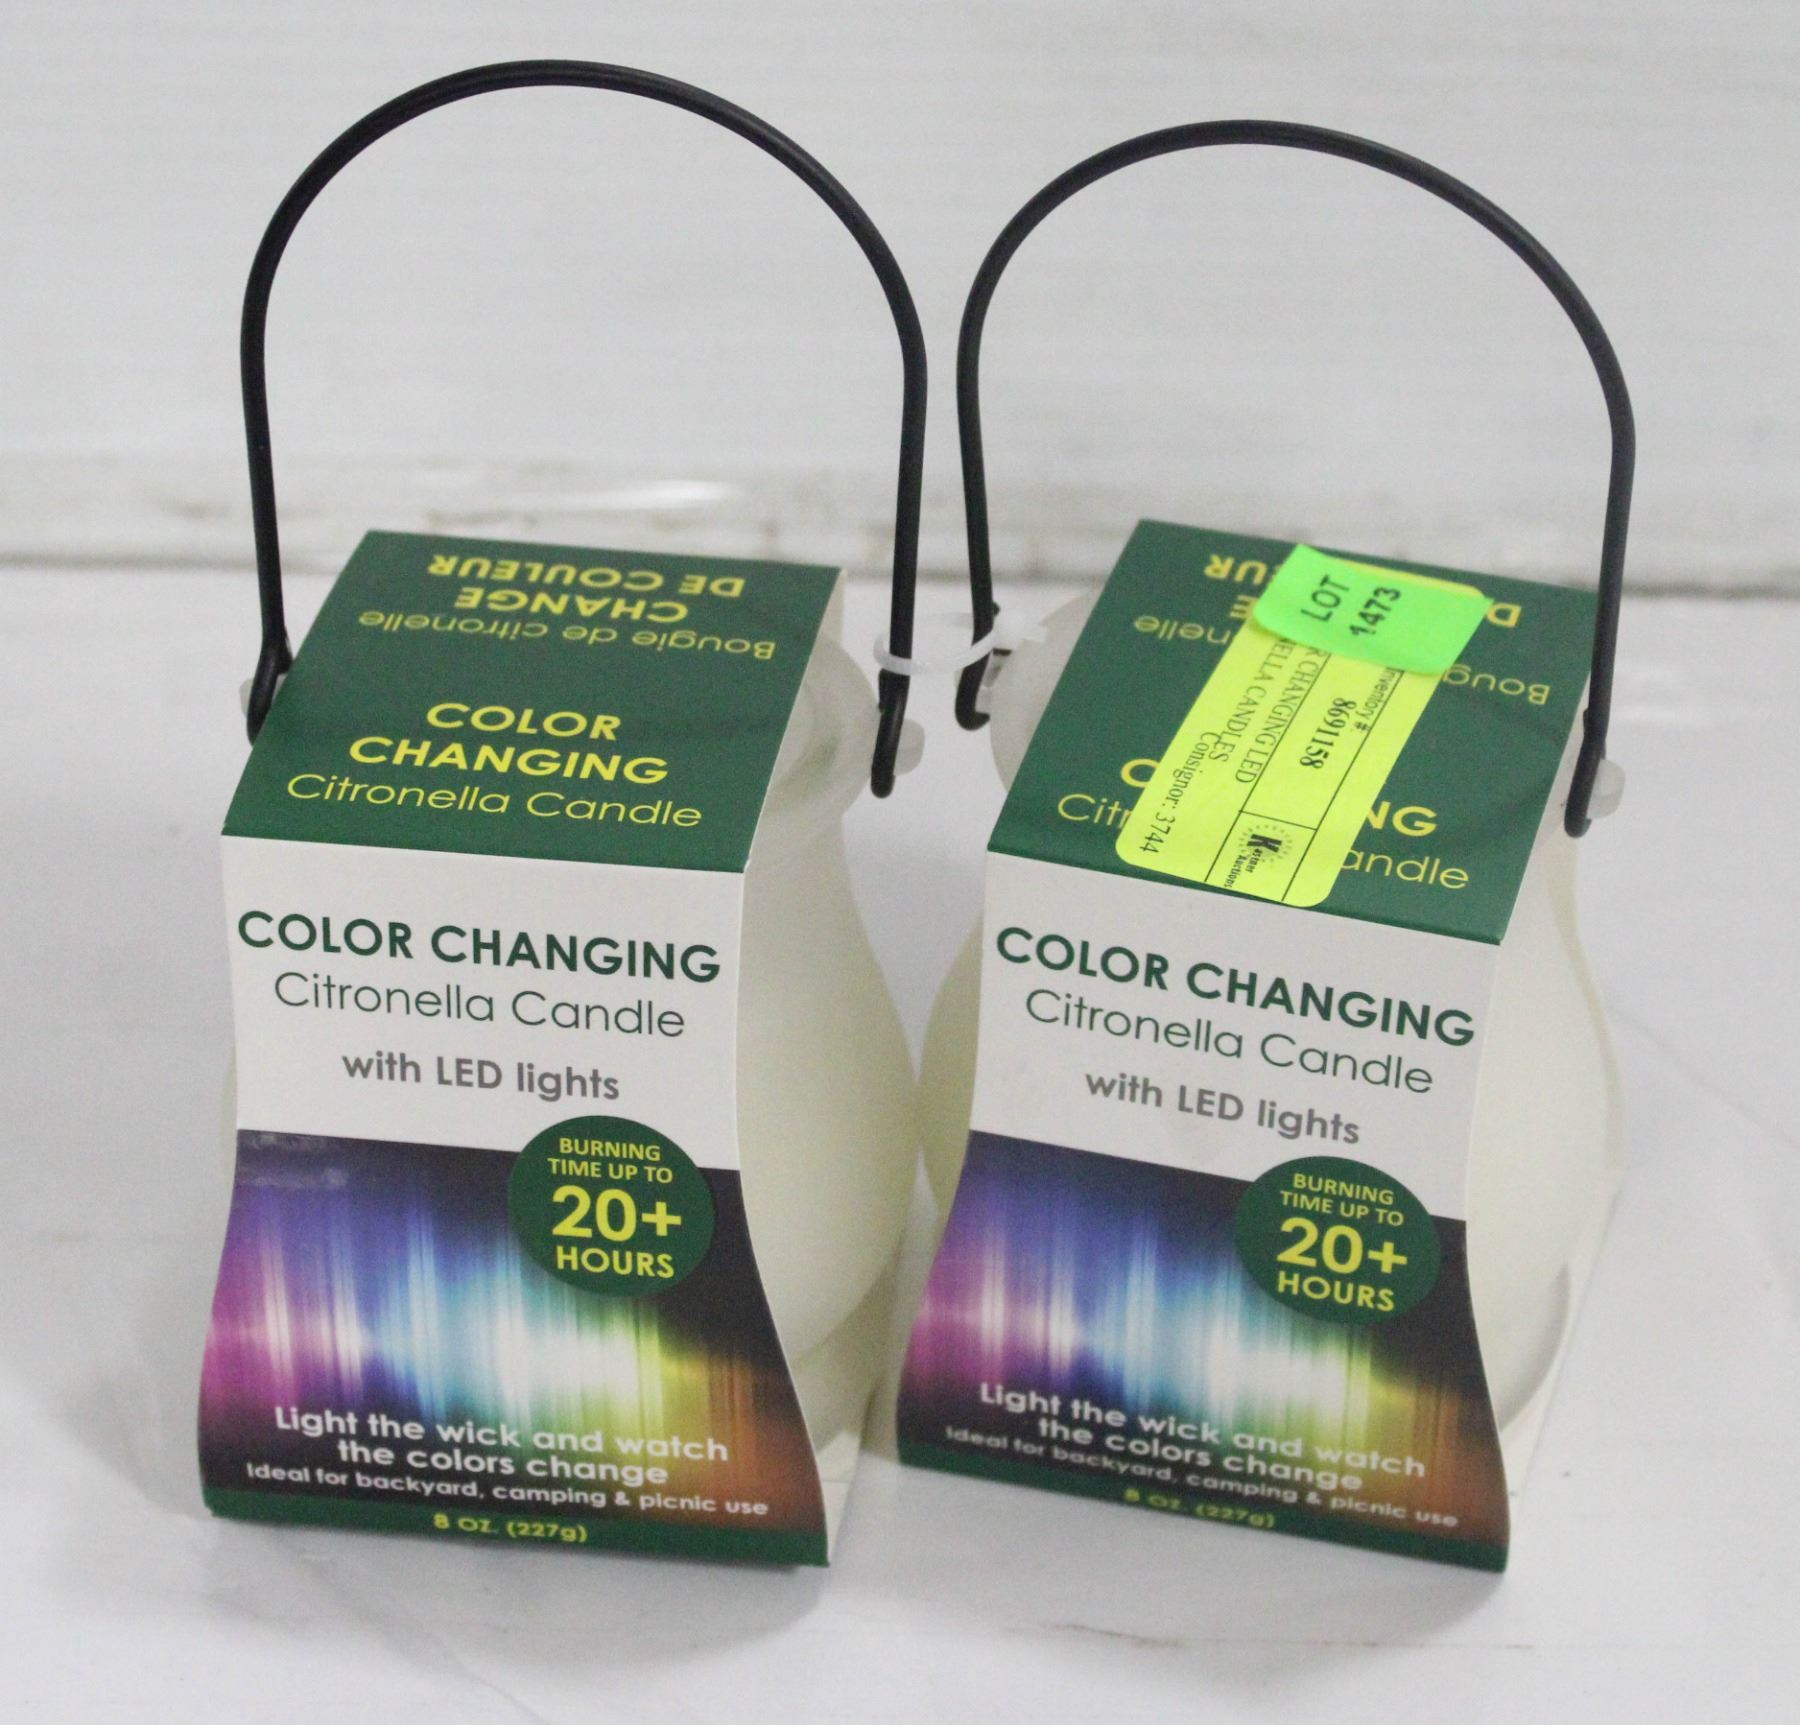 DE COULEUR
CHANGE
Bougie de citronelle
COLOR
CHANGING
Citronella Candle
COLOR CHANGING
Citronella Candle
with LED lights
BURNING
TIME UP TO
20+
HOURS
Light the wick and watch
the colors change
Ideal for backyard, camping & picnic use
8 OZ. (227g)
LOT
1473
Inventory #
8691158
CHANGING LED
CANDLES
Consignor: 3744
Kastner
Auctions
COLOR CHANGING
Citronella Candle
with LED lights
BURNING
TIME UP TO
20+
HOURS
Light the wick and watch
the colors change
Ideal for backyard, camping & picnic use
8 OZ. (227g)